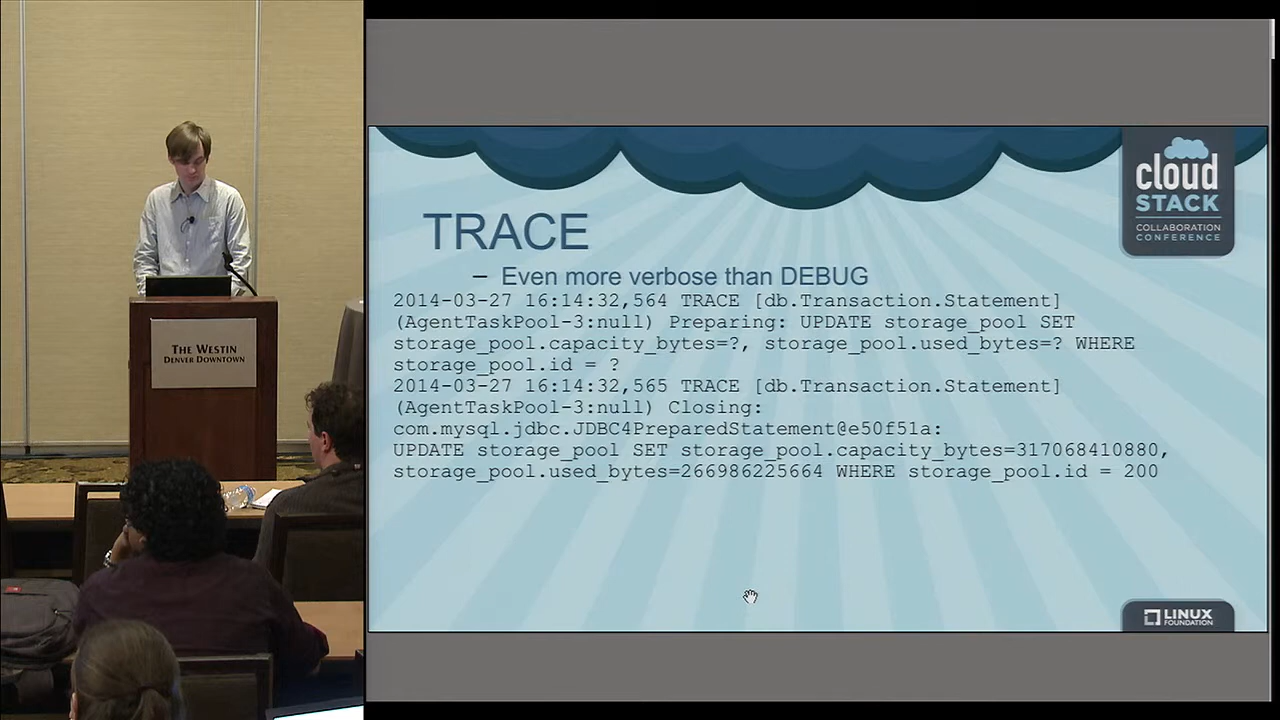 THE WESTIN
DENVER DOWNTOWN
cloud
STACK
COLLABORATION
CONFERENCE
TRACE
– Even more verbose than DEBUG
2014-03-27 16:14:32,564 TRACE [db.Transaction.Statement]
(AgentTaskPool-3:null) Preparing: UPDATE storage_pool SET
storage_pool.capacity_bytes=?, storage_pool.used_bytes=? WHERE
storage_pool.id = ?
2014-03-27 16:14:32,565 TRACE [db.Transaction.Statement]
(AgentTaskPool-3:null) Closing:
com.mysql.jdbc.JDBC4PreparedStatement@e50f51a:
UPDATE storage_pool SET storage_pool.capacity_bytes=317068410880,
storage_pool.used_bytes=266986225664 WHERE storage_pool.id = 200
LINUX
FOUNDATION